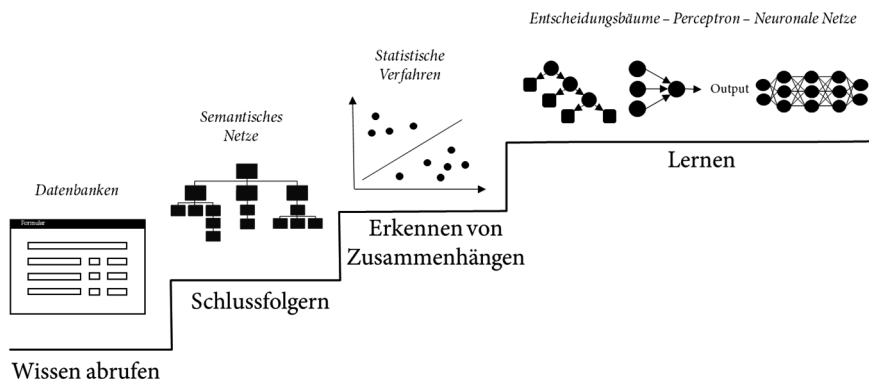 Entscheidungsbäume – Perceptron – Neuronale Netze
Statistische
Verfahren
Output
Semantisches
Netze
Lernen
Datenbanken
Formular
Erkennen von
Zusammenhängen
Schlussfolgern
Wissen abrufen